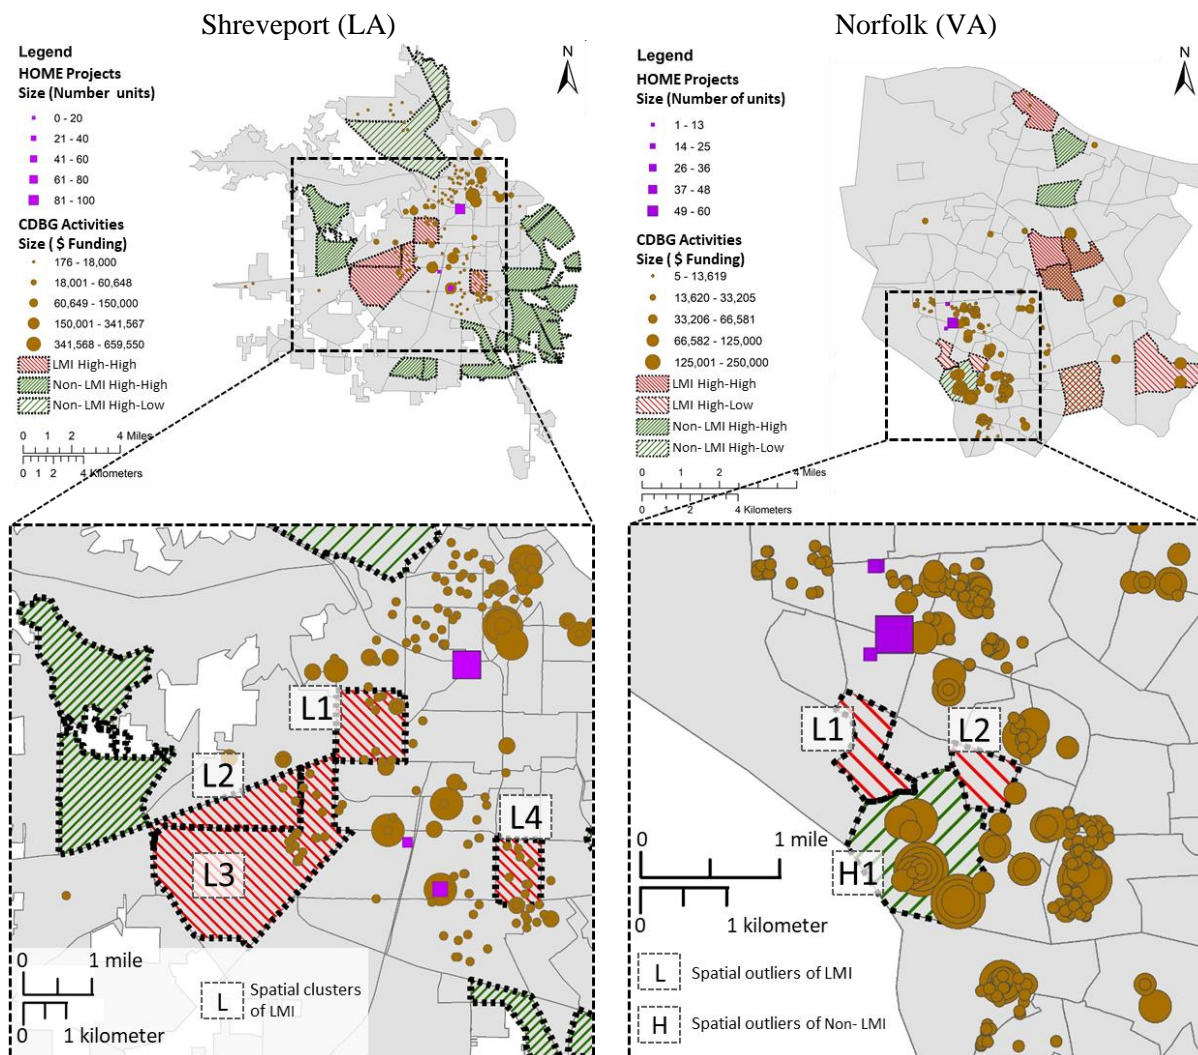 Shreveport (LA)
Legend
HOME Projects
Size (Number units)
0 - 20
21 - 40
41 - 60
61 - 80
81 - 100
CDBG Activities
Size ( $ Funding)
176 - 18,000
18,001 - 60,648
60,649 - 150,000
150,001 - 341,567
341,568 - 659,550
LMI High-High
Non- LMI High-High
Non- LMI High-Low
0 1 2 4 Miles
0 1 2 4 Kilometers
N
L1
L2
L3
L4
0 1 mile
0 1 kilometer
L Spatial clusters
of LMI
Norfolk (VA)
Legend
HOME Projects
Size (Number of units)
1 - 13
14 - 25
26 - 36
37 - 48
49 - 60
CDBG Activities
Size ( $ Funding)
5 - 13,619
13,620 - 33,205
33,206 - 66,581
66,582 - 125,000
125,001 - 250,000
LMI High-High
LMI High-Low
Non- LMI High-High
Non- LMI High-Low
0 1 2 4 Miles
0 1 2 4 Kilometers
N
L1
L2
H1
0 1 mile
0 1 kilometer
L Spatial outliers of LMI
H Spatial outliers of Non- LMI